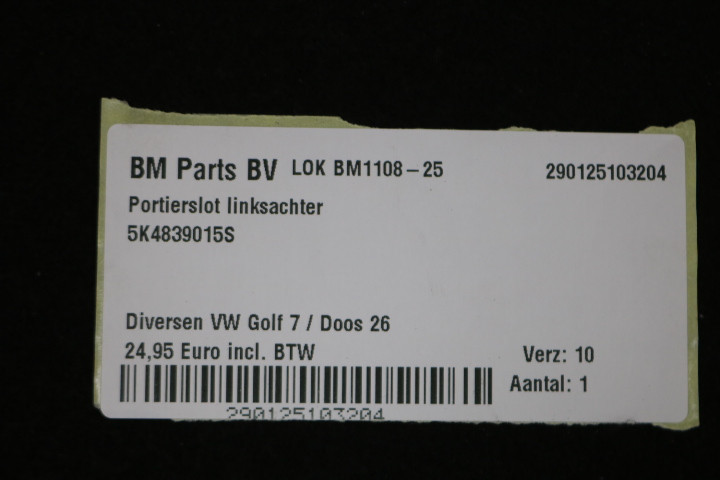 BM Parts BV LOK BM1108-25 290125103204
Portierslot linksachter
5K4839015S
Diversen VW Golf 7 / Doos 26
24,95 Euro incl. BTW Verz: 10
Aantal: 1
290125103204